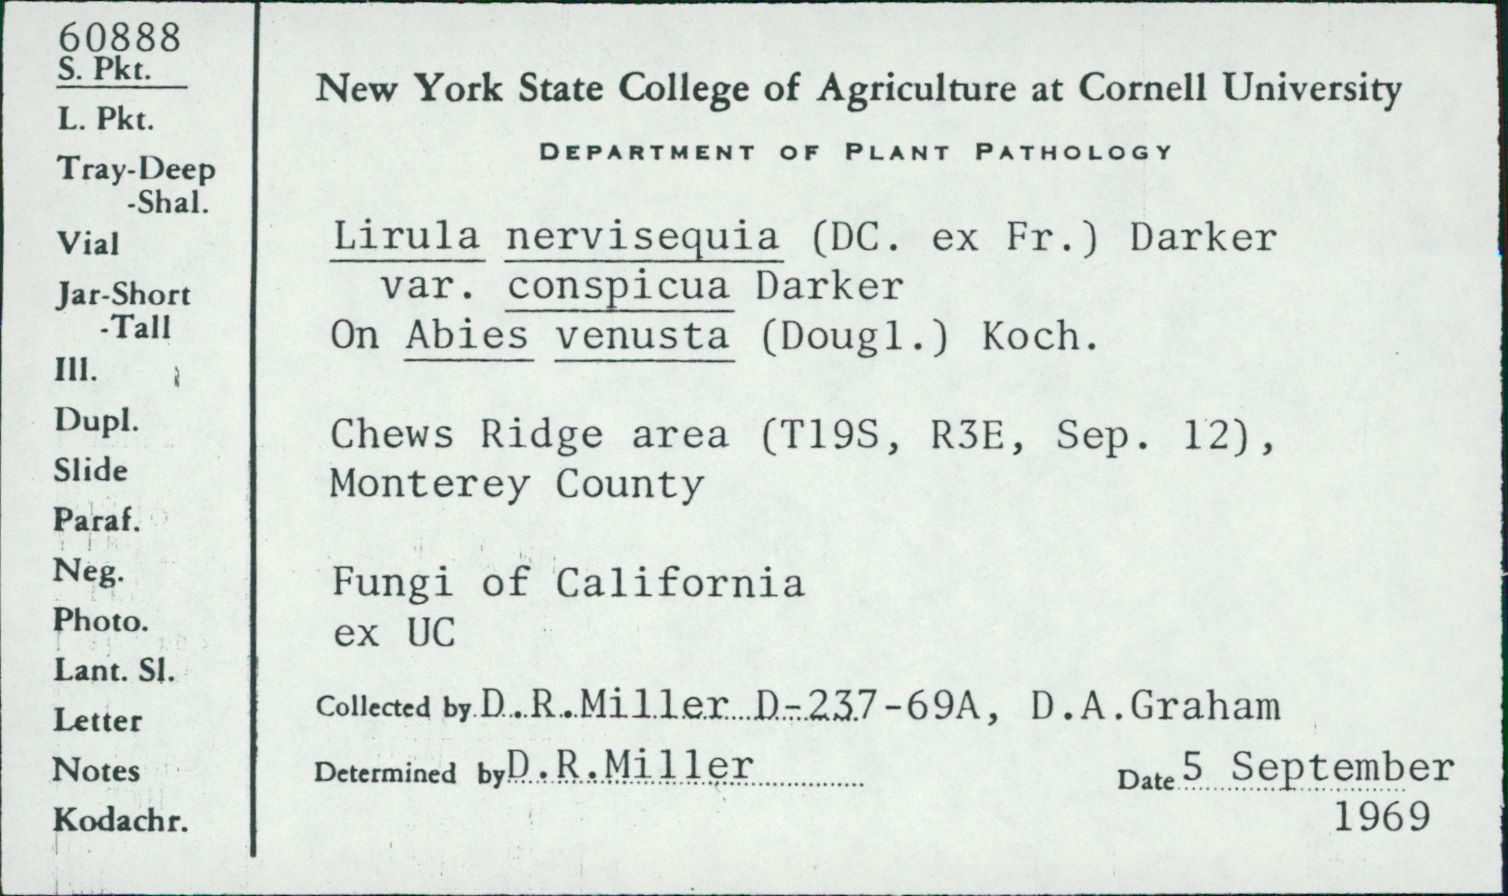 60888
S. Pkt.
L. Pkt.
Tray-Deep
-Shal.
Vial
Jar-Short
-Tall
Ill.
Dupl.
Slide
Paraf.
Neg.
Photo.
Lant. Sl.
Letter
Notes
Kodachr.
New York State College of Agriculture at Cornell University
DEPARTMENT OF PLANT PATHOLOGY
Lirula nervisequia (DC. ex Fr.) Darker
var. conspicua Darker
On Abies venusta (Dougl.) Koch.
Chews Ridge area (T19S, R3E, Sep. 12),
Monterey County
Fungi of California
ex UC
Collected by D.R.Miller D-237-69A, D.A.Graham
Determined by D.R.Miller
Date 5 September
1969